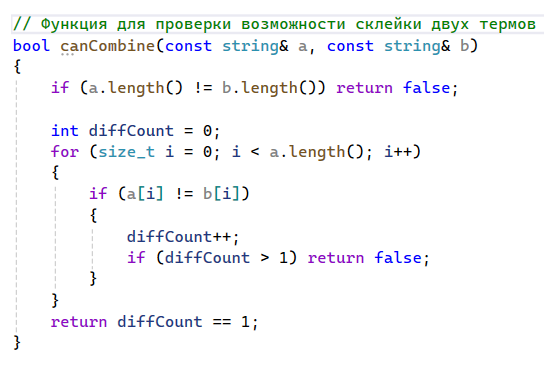 // Функция для проверки возможности склейки двух термов
bool canCombine(const string& a, const string& b)
{
    if (a.length() != b.length()) return false;

    int diffCount = 0;
    for (size_t i = 0; i < a.length(); i++)
    {
        if (a[i] != b[i])
        {
            diffCount++;
            if (diffCount > 1) return false;
        }
    }
    return diffCount == 1;
}